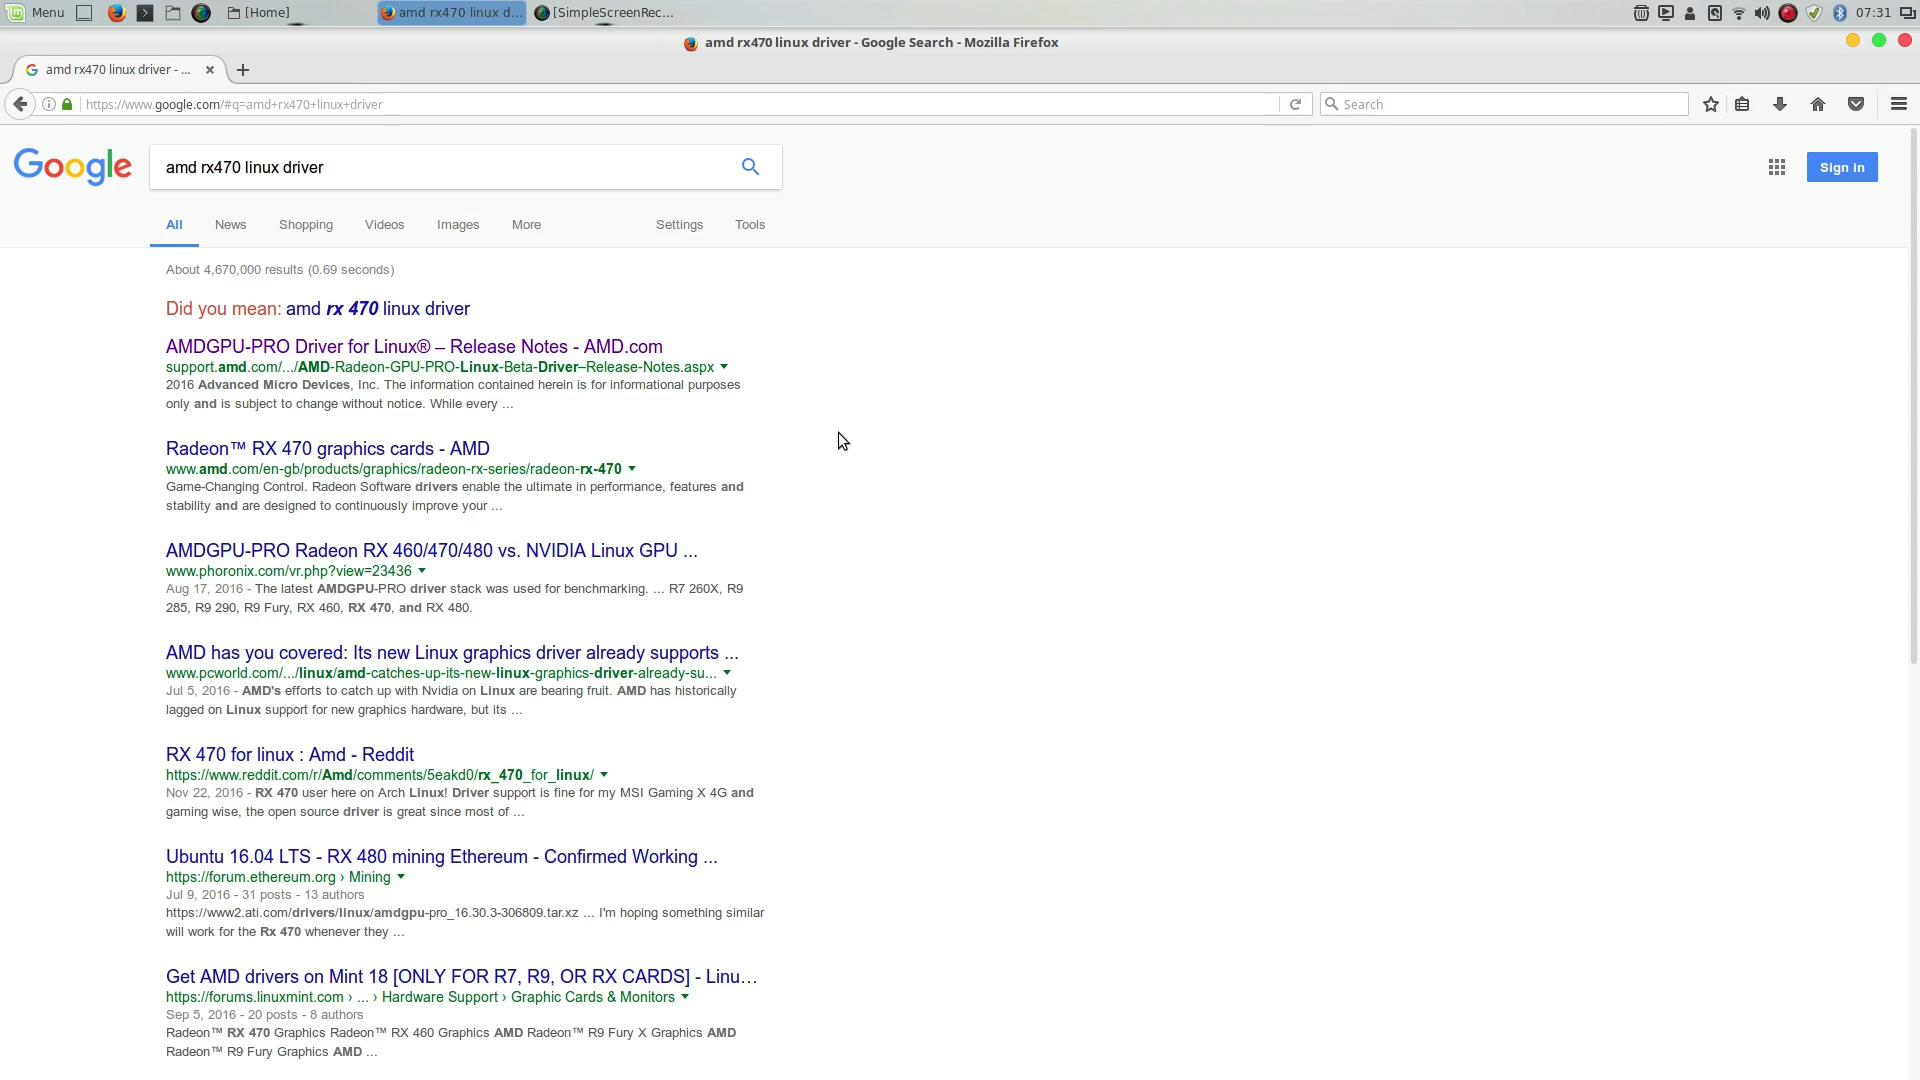 Menu [Home] amd rx470 linux d... [SimpleScreenRec... 07:31
amd rx470 linux driver - Google Search - Mozilla Firefox
amd rx470 linux driver - ...
https://www.google.com/#q=amd+rx470+linux+driver Search
Google amd rx470 linux driver Sign in
All News Shopping Videos Images More Settings Tools
About 4,670,000 results (0.69 seconds)
Did you mean: amd rx 470 linux driver
AMDGPU-PRO Driver for Linux® – Release Notes - AMD.com
support.amd.com/.../AMD-Radeon-GPU-PRO-Linux-Beta-Driver–Release-Notes.aspx
2016 Advanced Micro Devices, Inc. The information contained herein is for informational purposes
only and is subject to change without notice. While every ...
Radeon™ RX 470 graphics cards - AMD
www.amd.com/en-gb/products/graphics/radeon-rx-series/radeon-rx-470
Game-Changing Control. Radeon Software drivers enable the ultimate in performance, features and
stability and are designed to continuously improve your ...
AMDGPU-PRO Radeon RX 460/470/480 vs. NVIDIA Linux GPU ...
www.phoronix.com/vr.php?view=23436
Aug 17, 2016 - The latest AMDGPU-PRO driver stack was used for benchmarking. ... R7 260X, R9
285, R9 290, R9 Fury, RX 460, RX 470, and RX 480.
AMD has you covered: Its new Linux graphics driver already supports ...
www.pcworld.com/.../linux/amd-catches-up-its-new-linux-graphics-driver-already-su...
Jul 5, 2016 - AMD's efforts to catch up with Nvidia on Linux are bearing fruit. AMD has historically
lagged on Linux support for new graphics hardware, but its ...
RX 470 for linux : Amd - Reddit
https://www.reddit.com/r/Amd/comments/5eakd0/rx_470_for_linux/
Nov 22, 2016 - RX 470 user here on Arch Linux! Driver support is fine for my MSI Gaming X 4G and
gaming wise, the open source driver is great since most of ...
Ubuntu 16.04 LTS - RX 480 mining Ethereum - Confirmed Working ...
https://forum.ethereum.org › Mining
Jul 9, 2016 - 31 posts - 13 authors
https://www2.ati.com/drivers/linux/amdgpu-pro_16.30.3-306809.tar.xz ... I'm hoping something similar
will work for the Rx 470 whenever they ...
Get AMD drivers on Mint 18 [ONLY FOR R7, R9, OR RX CARDS] - Linu...
https://forums.linuxmint.com › ... › Hardware Support › Graphic Cards & Monitors
Sep 5, 2016 - 20 posts - 8 authors
Radeon™ RX 470 Graphics Radeon™ RX 460 Graphics AMD Radeon™ R9 Fury X Graphics AMD
Radeon™ R9 Fury Graphics AMD ...